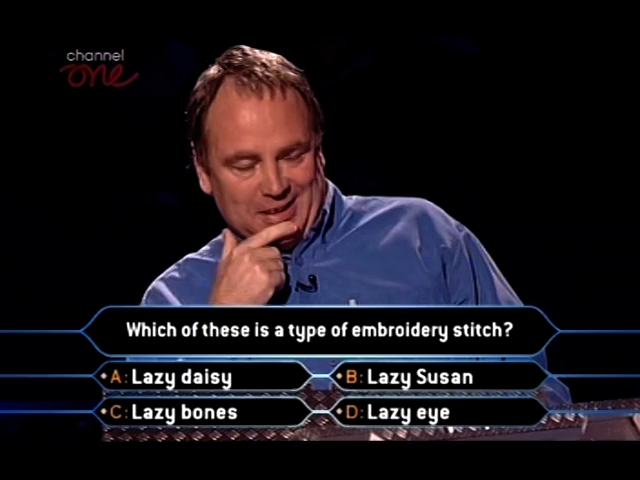 channel
one
Which of these is a type of embroidery stitch?
A: Lazy daisy
B: Lazy Susan
C: Lazy bones
D: Lazy eye